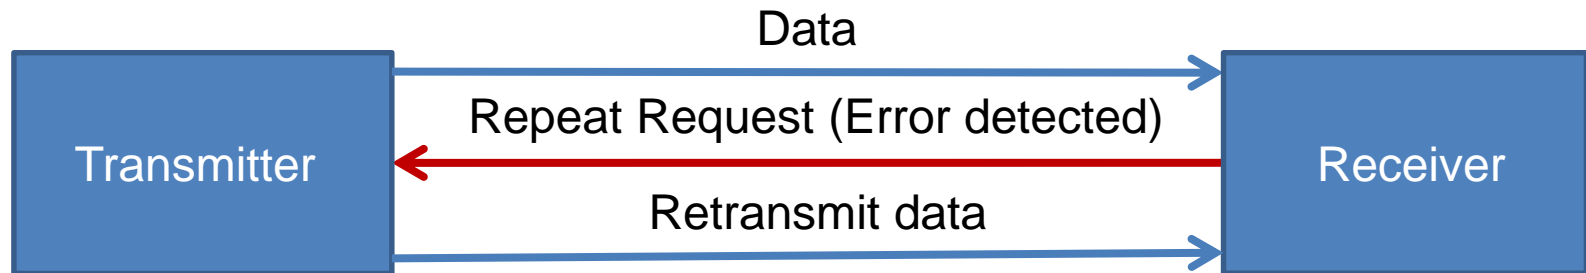 Data
Repeat Request (Error detected)
Transmitter
Receiver
Retransmit data